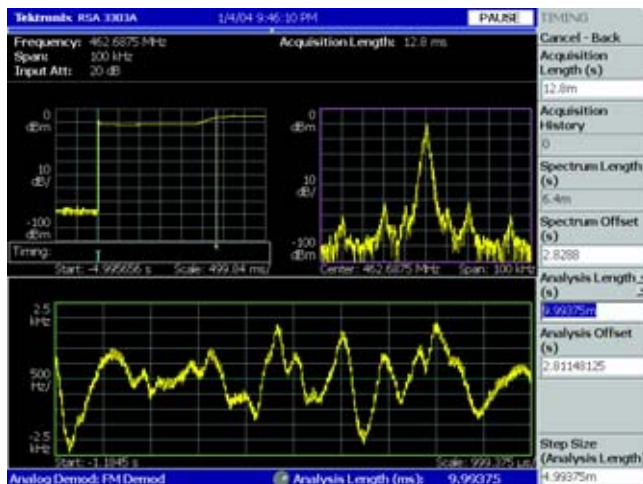 Tektronix RSA 3303A 1/4/04 9:46:10 PM PAUSE
Frequency: 462.6875 MHz Acquisition Length: 12.8 ms
Span: 100 kHz
Input Att: 20 dB
0
dBm
10
dB/
-100
dBm
Timing:
Start: -4.995656 s Scale: 499.84 ms/
0
dBm
10
dB/
-100
dBm
Center: 462.6875 MHz Span: 100 kHz
2.5
kHz
500
Hz/
-2.5
kHz
Start: -1.1845 s Scale: 999.375 µs/
Analog Demod: FM Demod Analysis Length (ms): 9.99375
TIMING
Cancel - Back
Acquisition
Length (s)
12.8m
Acquisition
History
0
Spectrum Length
(s)
6.4m
Spectrum Offset
(s)
2.8288
Analysis Length
(s)
9.99375m
Analysis Offset
(s)
2.81148125
Step Size
(Analysis Length)
4.99375m